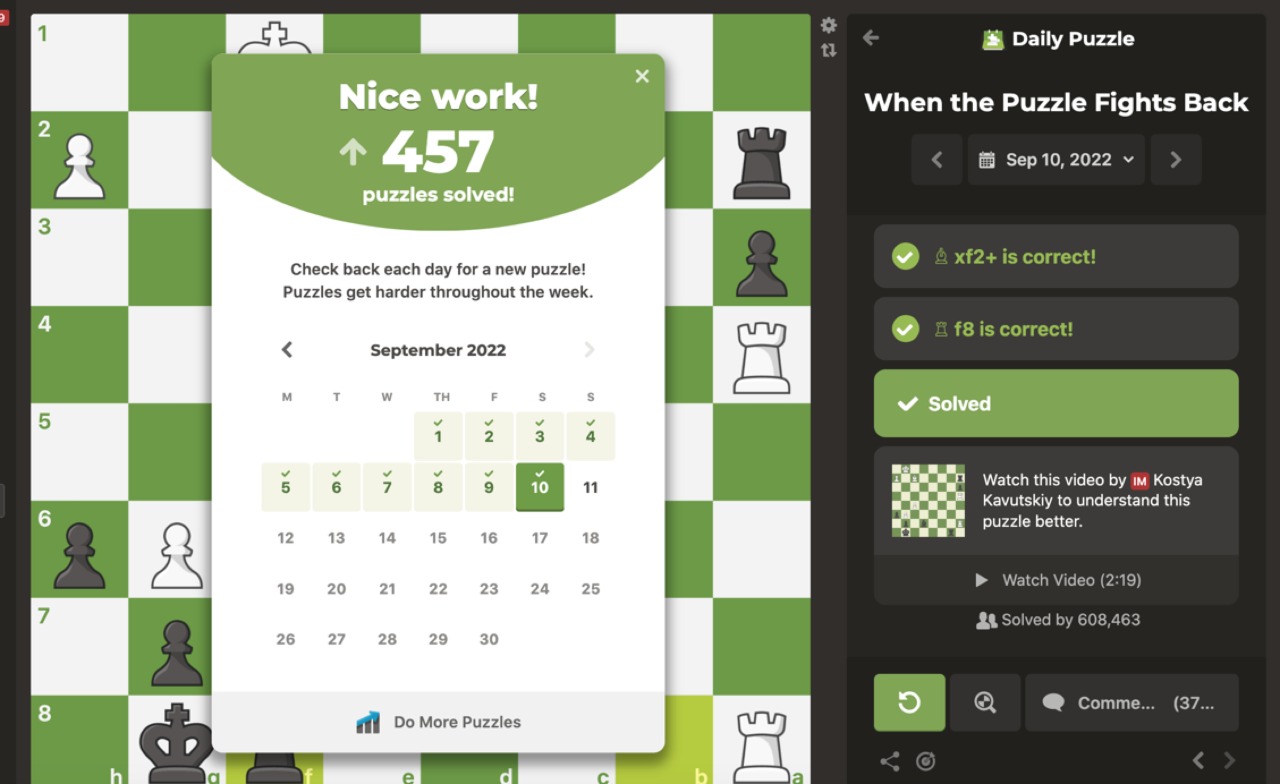 9
1
2
3
4
5
6
7
8
h
g
f
e
d
c
b
a
Nice work!
457
puzzles solved!
Check back each day for a new puzzle!
Puzzles get harder throughout the week.
September 2022
M T W TH F S S
1 2 3 4
5 6 7 8 9 10 11
12 13 14 15 16 17 18
19 20 21 22 23 24 25
26 27 28 29 30
Do More Puzzles
Daily Puzzle
When the Puzzle Fights Back
Sep 10, 2022
xf2+ is correct!
f8 is correct!
Solved
Watch this video by IM Kostya
Kavutskiy to understand this
puzzle better.
Watch Video (2:19)
Solved by 608,463
Comme... (37...